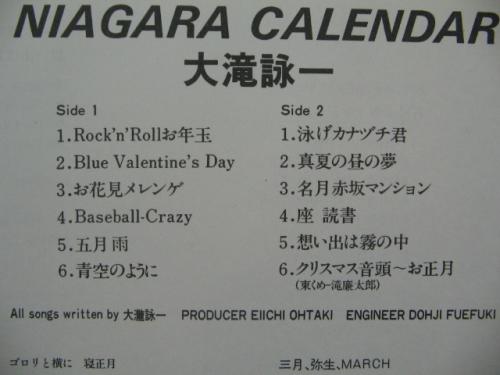 NIAGARA CALENDAR
大滝詠一
Side 1
1.Rock'n'Rollお年玉
2.Blue Valentine's Day
3.お花見メレンゲ
4.Baseball-Crazy
5.五月雨
6.青空のように
Side 2
1.泳げカナヅチ君
2.真夏の昼の夢
3.名月赤坂マンション
4.座 読書
5.想い出は霧の中
6.クリスマス音頭〜お正月
(東くめ−滝廉太郎)
All songs written by 大瀧詠一 PRODUCER EIICHI OHTAKI ENGINEER DOHJI FUEFUKI
ゴロリと横に 寝正月
三月、弥生、MARCH